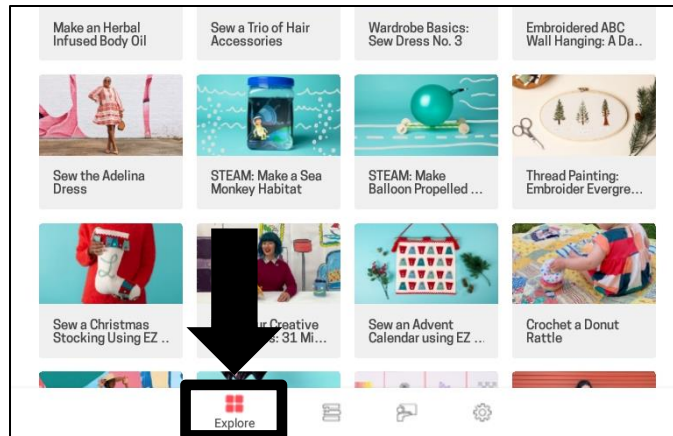 Make an Herbal
Infused Body Oil
Sew a Trio of Hair
Accessories
Wardrobe Basics:
Sew Dress No. 3
Embroidered ABC
Wall Hanging: A Da..
Sew the Adelina
Dress
STEAM: Make a Sea
Monkey Habitat
STEAM: Make
Balloon Propelled ...
Thread Painting:
Embroider Evergre...
Sew a Christmas
Stocking Using EZ ..
ur Creative
s: 31 Mi...
Sew an Advent
Calendar using EZ ...
Crochet a Donut
Rattle
Explore